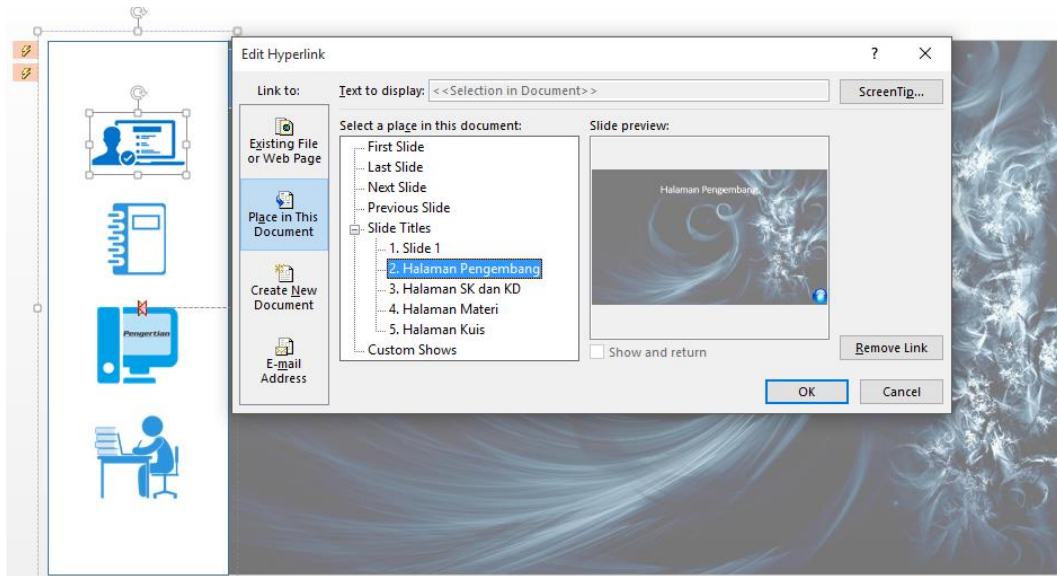 Edit Hyperlink
?
Link to:
Text to display: <<Selection in Document>>
ScreenTip...
Existing File
or Web Page
Place in This
Document
Create New
Document
E-mail
Address
Select a place in this document:
First Slide
Last Slide
Next Slide
Previous Slide
Slide Titles
1. Slide 1
2. Halaman Pengembang
3. Halaman SK dan KD
4. Halaman Materi
5. Halaman Kuis
Custom Shows
Slide preview:
Halaman Pengembang
Show and return
Remove Link
OK
Cancel
Pengertian